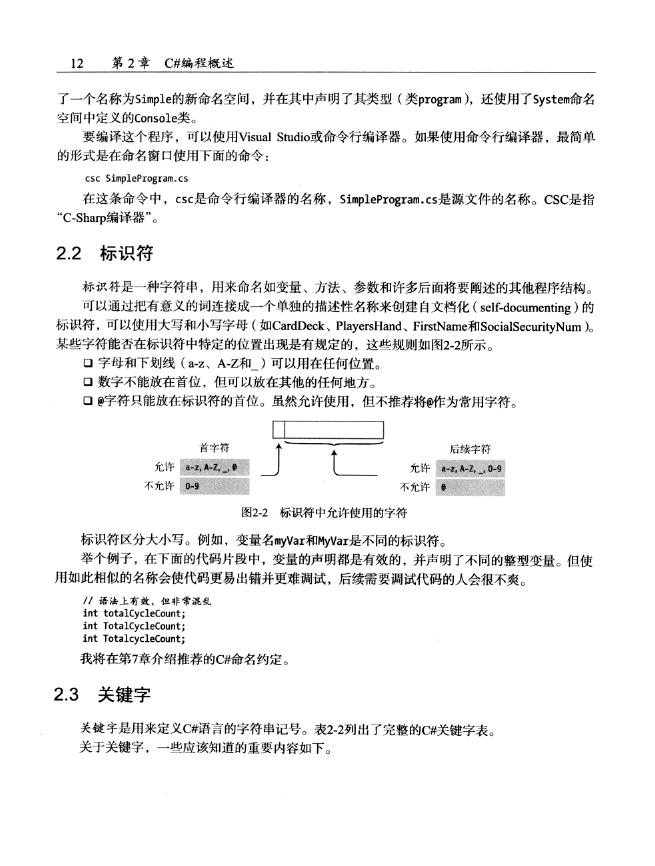 12 第 2 章 C#编程概述
了一个名称为Simple的新命名空间，并在其中声明了其类型（类program），还使用了System命名
空间中定义的Console类。
要编译这个程序，可以使用Visual Studio或命令行编译器。如果使用命令行编译器，最简单
的形式是在命名窗口使用下面的命令：
csc SimpleProgram.cs
在这条命令中，csc是命令行编译器的名称，SimpleProgram.cs是源文件的名称。CSC是指
“C-Sharp编译器”。
2.2 标识符
标识符是一种字符串，用来命名如变量、方法、参数和许多后面将要阐述的其他程序结构。
可以通过把有意义的词连接成一个单独的描述性名称来创建自文档化（self-documenting）的
标识符，可以使用大写和小写字母（如CardDeck、PlayersHand、FirstName和SocialSecurityNum）。
某些字符能否在标识符中特定的位置出现是有规定的，这些规则如图2-2所示。
❏ 字母和下划线（a-z、A-Z和_）可以用在任何位置。
❏ 数字不能放在首位，但可以放在其他的任何地方。
❏ @字符只能放在标识符的首位。虽然允许使用，但不推荐将@作为常用字符。
首字符 后续字符
允许 a-z, A-Z, _, @ 允许 a-z, A-Z, _, 0-9
不允许 0-9 不允许 @
图2-2 标识符中允许使用的字符
标识符区分大小写。例如，变量名myVar和MyVar是不同的标识符。
举个例子，在下面的代码片段中，变量的声明都是有效的，并声明了不同的整型变量。但使
用如此相似的名称会使代码更易出错并更难调试，后续需要调试代码的人会很不爽。
// 语法上有效，但非常混乱
int totalCycleCount;
int TotalCycleCount;
int TotalcycleCount;
我将在第7章介绍推荐的C#命名约定。
2.3 关键字
关键字是用来定义C#语言的字符串记号。表2-2列出了完整的C#关键字表。
关于关键字，一些应该知道的重要内容如下。